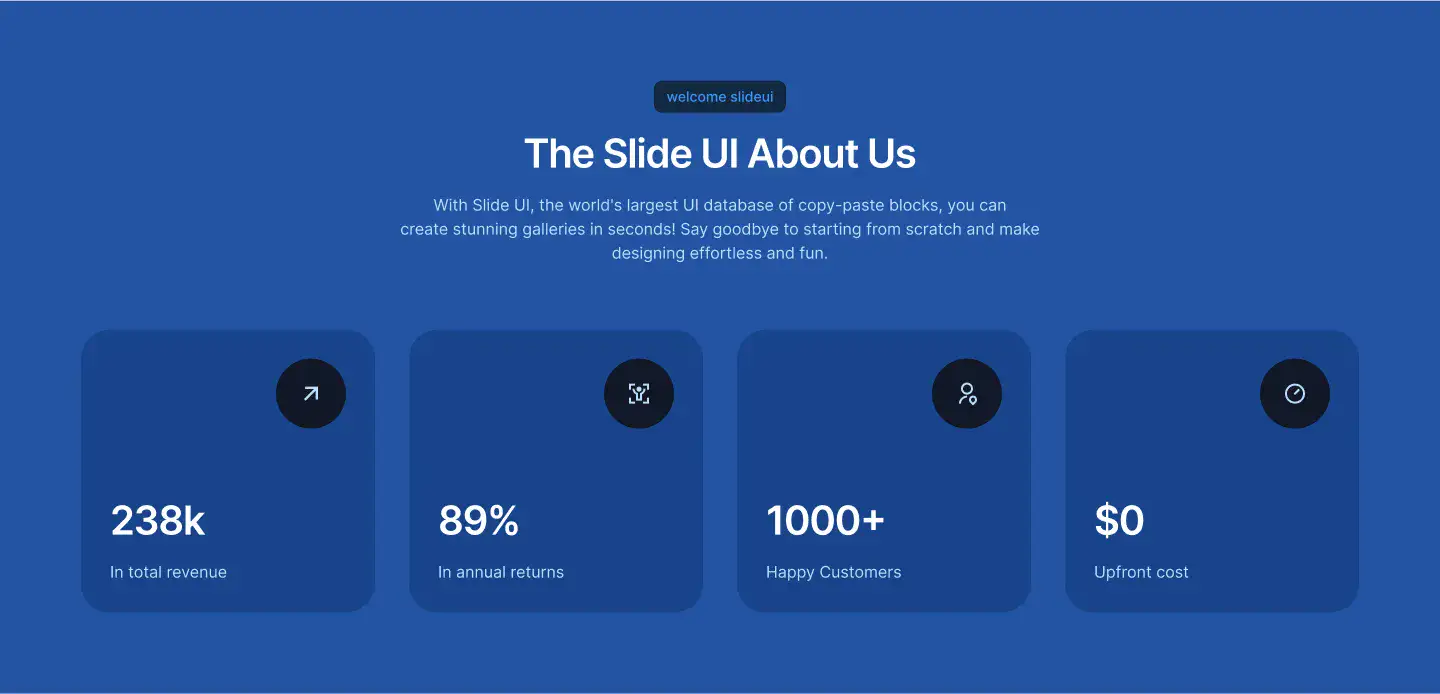 welcome slideui
The Slide UI About Us
With Slide UI, the world's largest UI database of copy-paste blocks, you can
create stunning galleries in seconds! Say goodbye to starting from scratch and make
designing effortless and fun.
238k
In total revenue
89%
In annual returns
1000+
Happy Customers
$0
Upfront cost